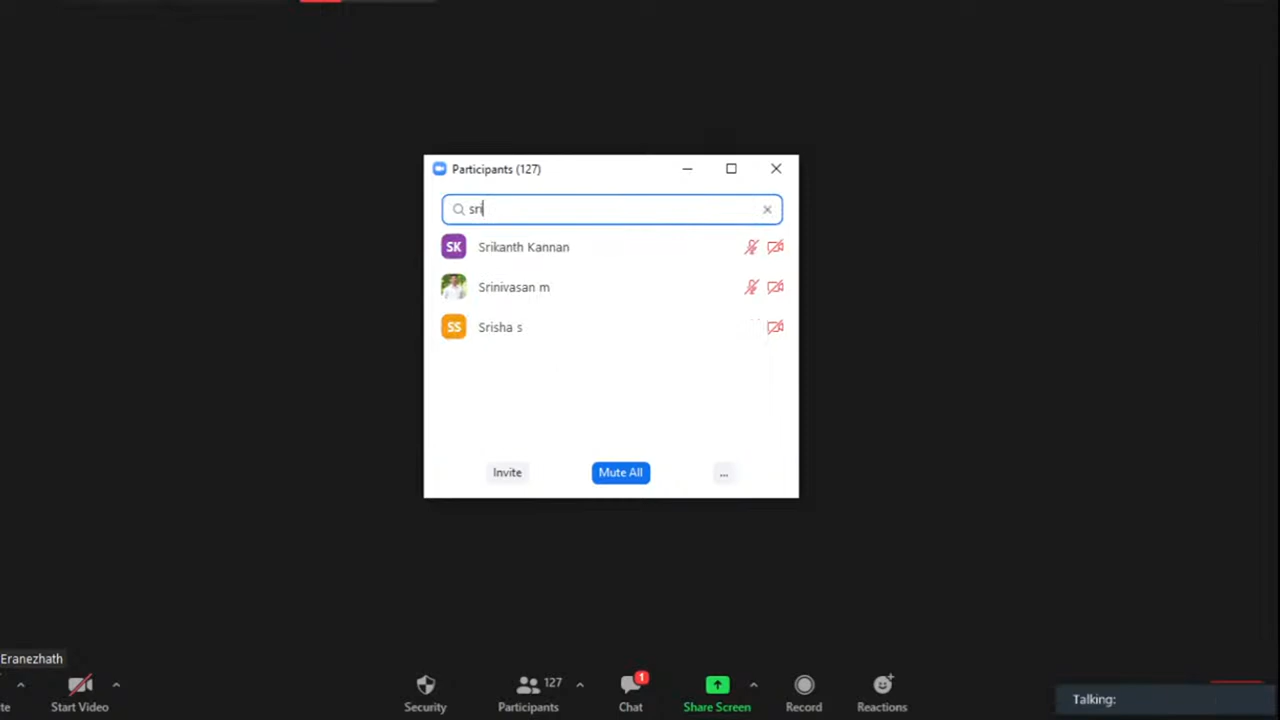 Participants (127)
sri
SK Srikanth Kannan
Srinivasan m
SS Srisha s
Invite Mute All ...
Eranezhath
Start Video
Security
127
Participants
1
Chat
Share Screen
Record
Reactions
Talking: